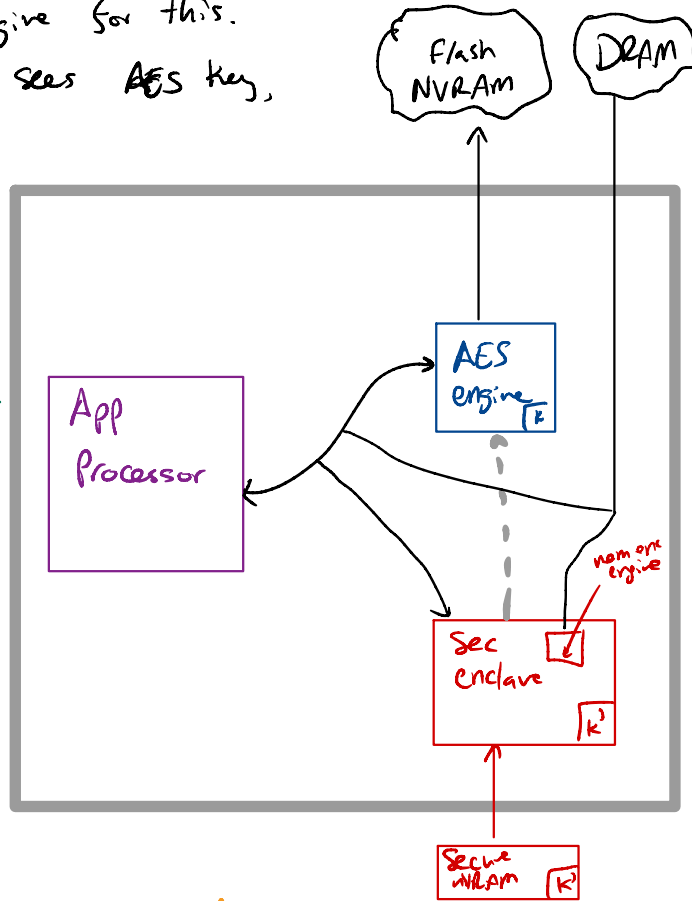 gine for this.
sees AES key,
Flash
NVRAM
DRAM
AES
engine
K
App
Processor
mem enc
engine
Sec
enclave
K'
Secure
NVRAM
K'